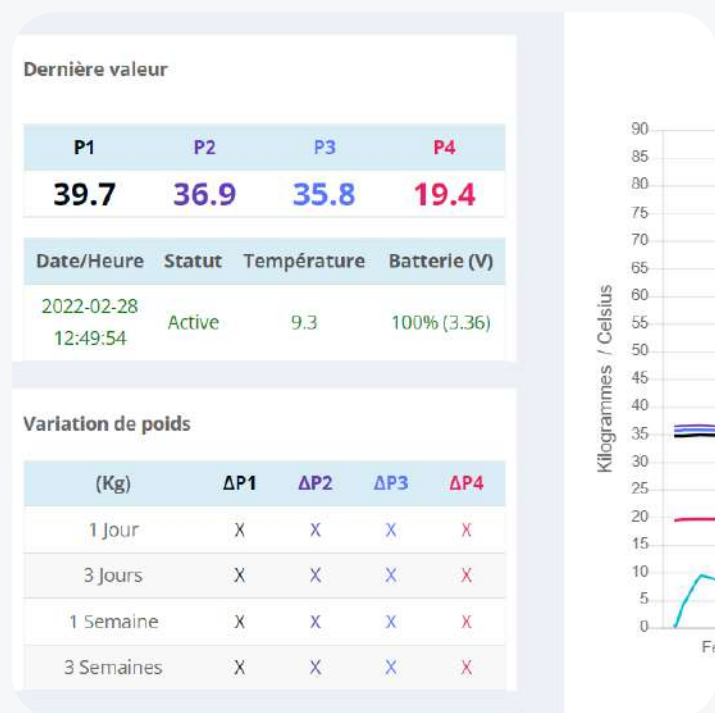 Dernière valeur
P1 P2 P3 P4
39.7 36.9 35.8 19.4
Date/Heure Statut Température Batterie (V)
2022-02-28
12:49:54
Active 9.3 100% (3.36)
Variation de poids
(Kg) ΔP1 ΔP2 ΔP3 ΔP4
1 Jour X X X X
3 Jours X X X X
1 Semaine X X X X
3 Semaines X X X X
Kilogrammes / Celsius
90
85
80
75
70
65
60
55
50
45
40
35
30
25
20
15
10
5
0